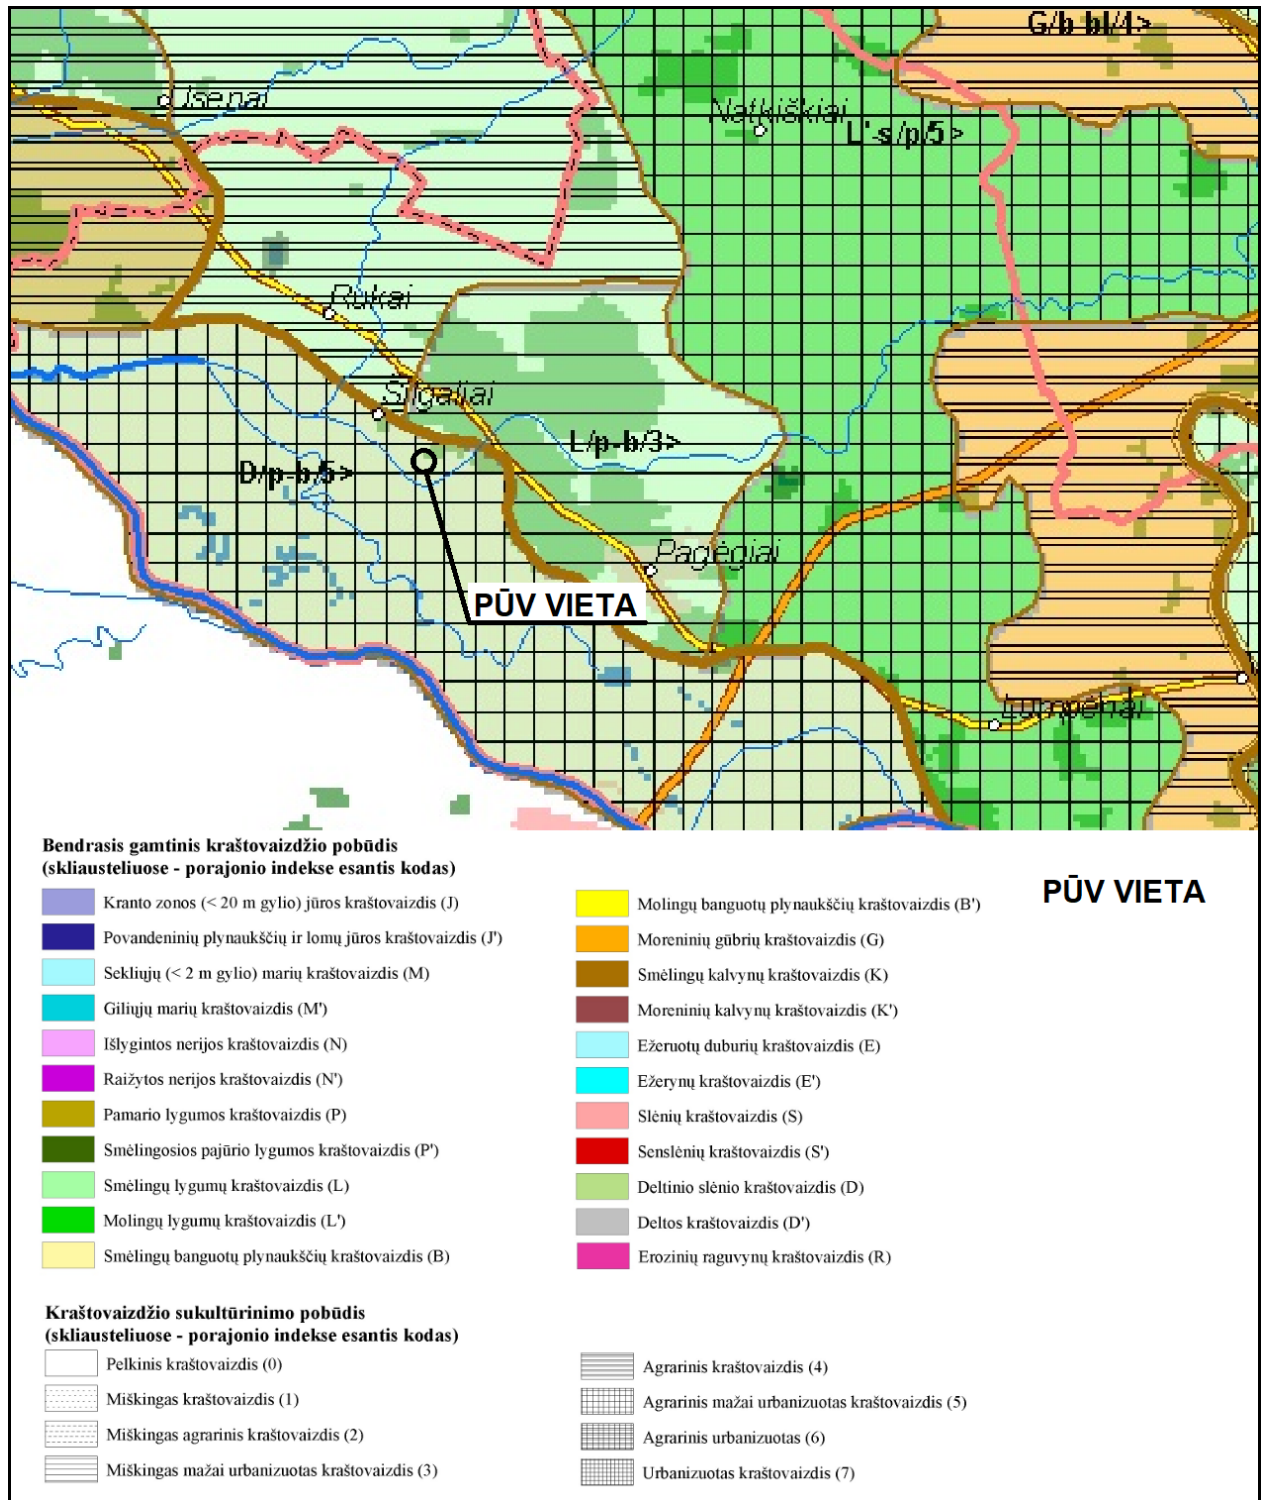 G/b-bl/4>
Usėnai
Natkiškiai
L'-s/p/5>
Rukai
Šilgaliai
L/p-b/3>
D/p-b/5>
Pagėgiai
PŪV VIETA
Lumpėnai
Bendrasis gamtinis kraštovaizdžio pobūdis
(skliausteliuose - porajonio indekse esantis kodas)
PŪV VIETA
Kranto zonos (< 20 m gylio) jūros kraštovaizdis (J)
Povandeninių plynaukščių ir lomų jūros kraštovaizdis (J')
Sekliųjų (< 2 m gylio) marių kraštovaizdis (M)
Giliųjų marių kraštovaizdis (M')
Išlygintos nerijos kraštovaizdis (N)
Raižytos nerijos kraštovaizdis (N')
Pamario lygumos kraštovaizdis (P)
Smėlingosios pajūrio lygumos kraštovaizdis (P')
Smėlingų lygumų kraštovaizdis (L)
Molingų lygumų kraštovaizdis (L')
Smėlingų banguotų plynaukščių kraštovaizdis (B)
Molingų banguotų plynaukščių kraštovaizdis (B')
Moreninių gūbrių kraštovaizdis (G)
Smėlingų kalvynų kraštovaizdis (K)
Moreninių kalvynų kraštovaizdis (K')
Ežeruotų duburių kraštovaizdis (E)
Ežerynų kraštovaizdis (E')
Slėnių kraštovaizdis (S)
Senslėnių kraštovaizdis (S')
Deltinio slėnio kraštovaizdis (D)
Deltos kraštovaizdis (D')
Erozinių raguvynų kraštovaizdis (R)
Kraštovaizdžio sukultūrinimo pobūdis
(skliausteliuose - porajonio indekse esantis kodas)
Pelkinis kraštovaizdis (0)
Miškingas kraštovaizdis (1)
Miškingas agrarinis kraštovaizdis (2)
Miškingas mažai urbanizuotas kraštovaizdis (3)
Agrarinis kraštovaizdis (4)
Agrarinis mažai urbanizuotas kraštovaizdis (5)
Agrarinis urbanizuotas (6)
Urbanizuotas kraštovaizdis (7)